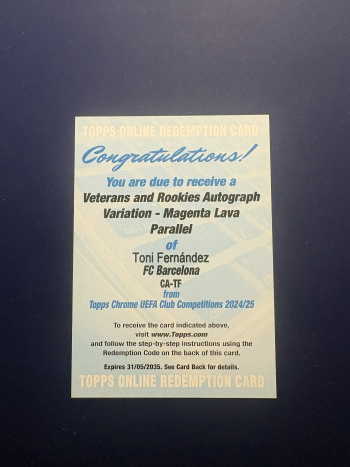 TOPPS ONLINE REDEMPTION CARD
Congratulations!
You are due to receive a
Veterans and Rookies Autograph
Variation - Magenta Lava
Parallel
of
Toni Fernández
FC Barcelona
CA-TF
from
Topps Chrome UEFA Club Competitions 2024/25
To receive the card indicated above,
visit www.Topps.com
and follow the step-by-step instructions using the
Redemption Code on the back of this card.
Expires 31/05/2035. See Card Back for details.
TOPPS ONLINE REDEMPTION CARD